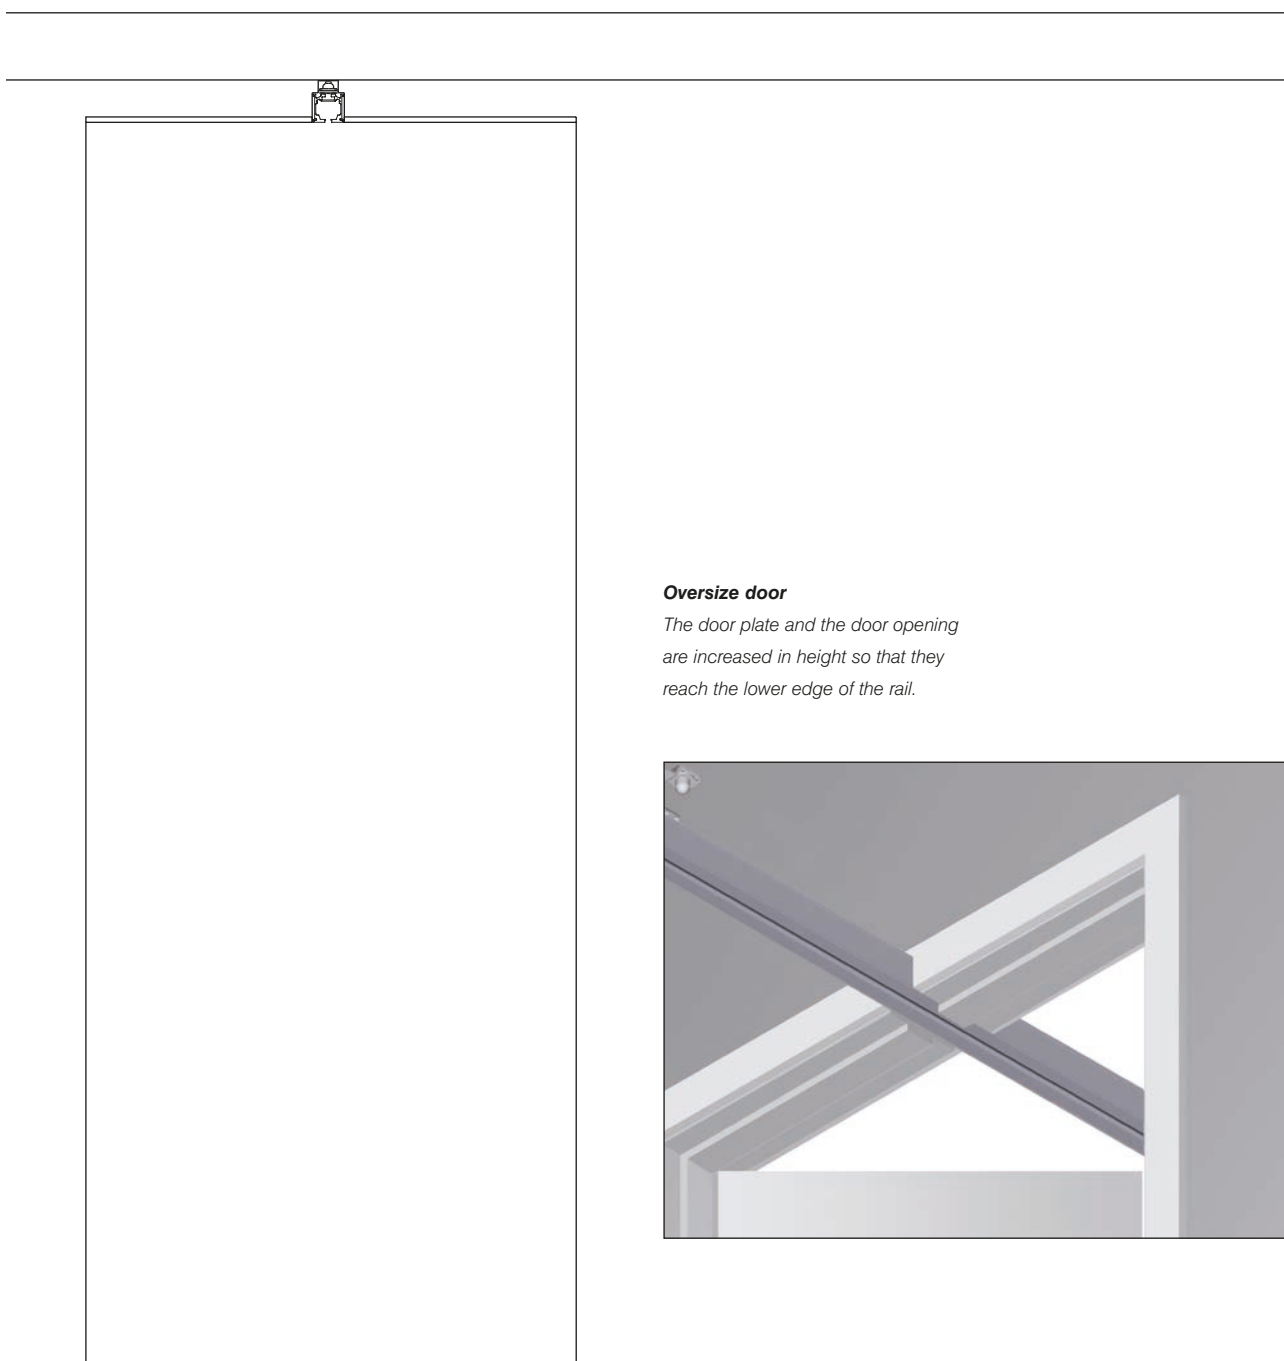 Oversize door
The door plate and the door opening
are increased in height so that they
reach the lower edge of the rail.